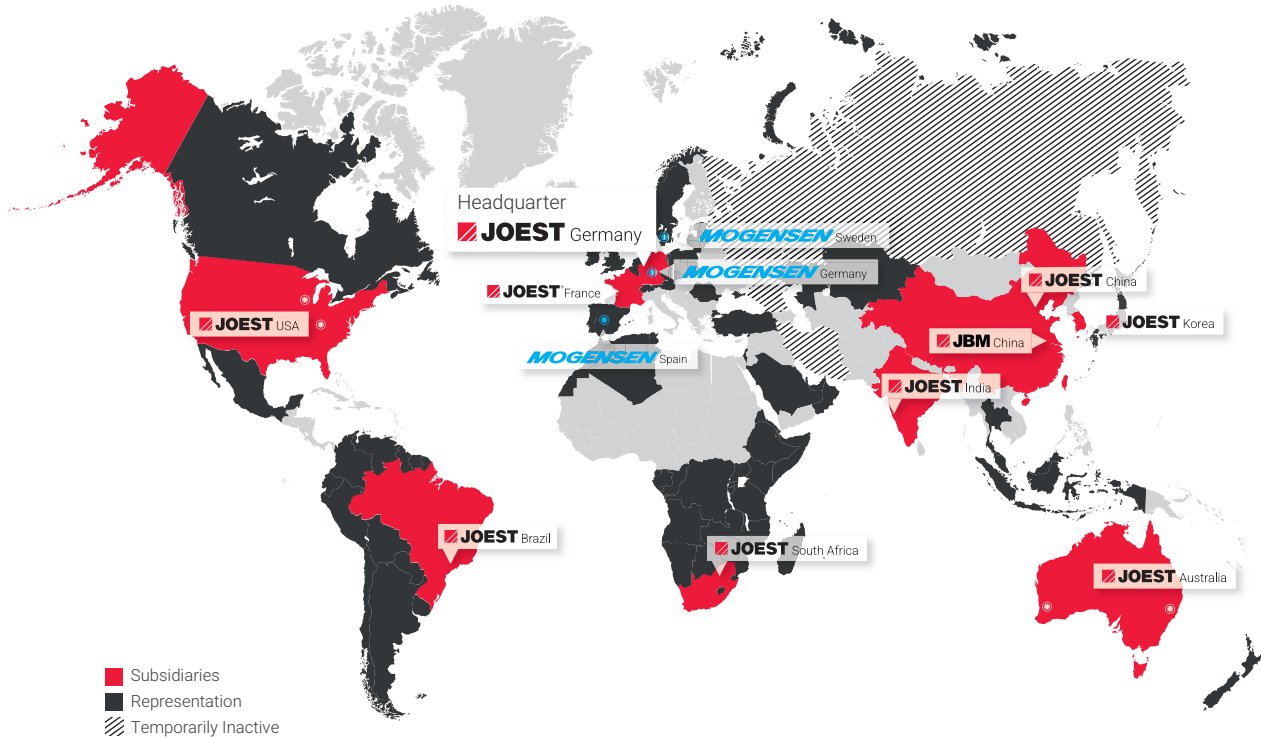 Headquarter
JOEST Germany
MOGENSEN Sweden
MOGENSEN Germany
JOEST® France
JOEST China
JOEST USA
JOEST Korea
JBM China
MOGENSEN Spain
JOEST India
JOEST Brazil
JOEST South Africa
JOEST Australia
Subsidiaries
Representation
Temporarily Inactive